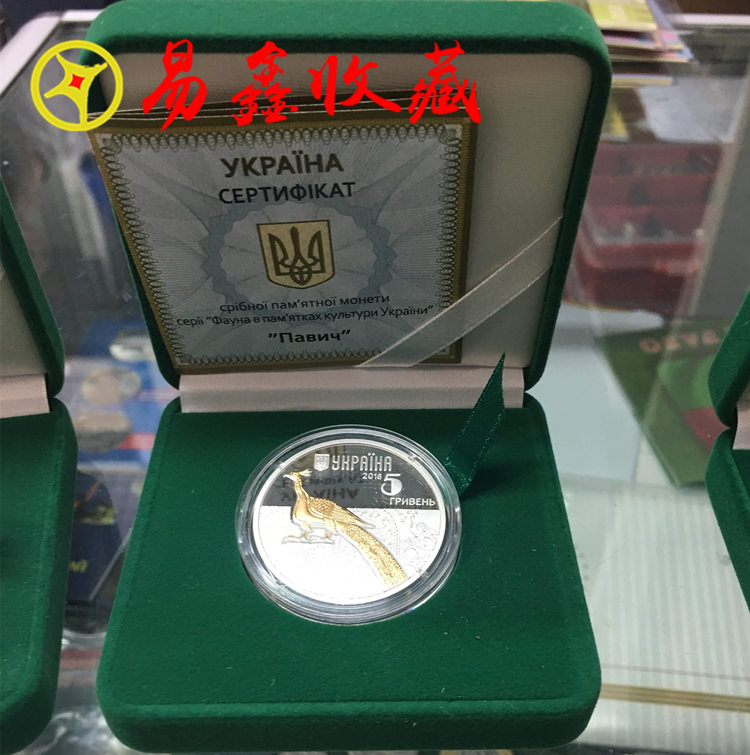 易鑫收藏
УКРАЇНА
СЕРТИФІКАТ
срібної пам'ятної монети
серії "Фауна в пам'ятках культури України"
"Павич"
УКРАЇНА
2016 5
ГРИВЕНЬ